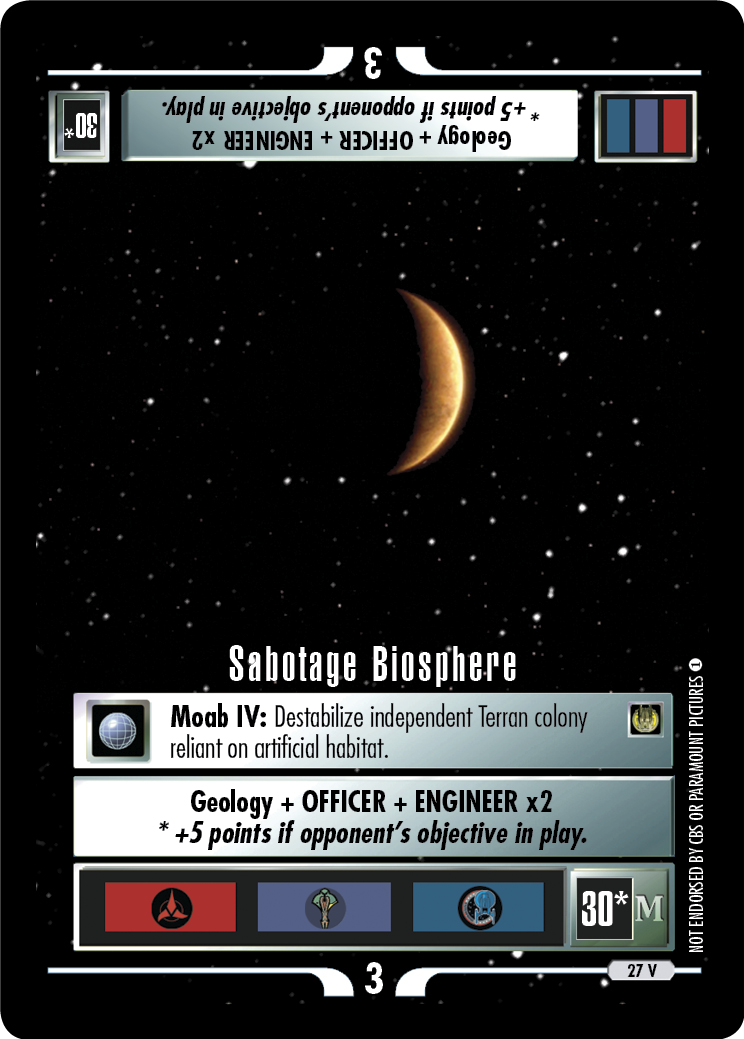 3
30*
Geology + OFFICER + ENGINEER x2
* +5 points if opponent's objective in play.
Sabotage Biosphere
Moab IV: Destabilize independent Terran colony
reliant on artificial habitat.
Geology + OFFICER + ENGINEER x2
* +5 points if opponent's objective in play.
30* M
3
27 V
NOT ENDORSED BY CBS OR PARAMOUNT PICTURES 1